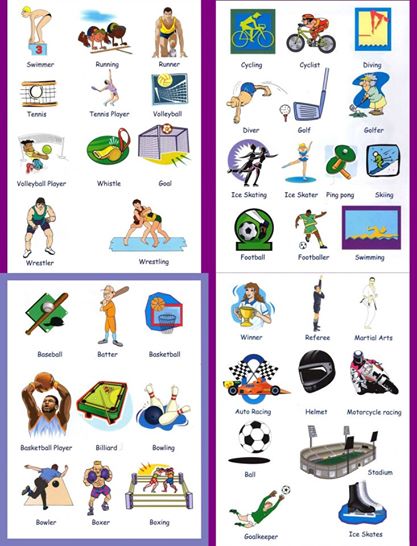 Swimmer Running Runner
Tennis Tennis Player Volleyball
Volleyball Player Whistle Goal
Wrestler Wrestling
Cycling Cyclist Diving
Diver Golf Golfer
Ice Skating Ice Skater Ping pong Skiing
Football Footballer Swimming
Baseball Batter Basketball
Basketball Player Billiard Bowling
Bowler Boxer Boxing
Winner Referee Martial Arts
Auto Racing Helmet Motorcycle racing
Ball Stadium
Goalkeeper Ice Skates